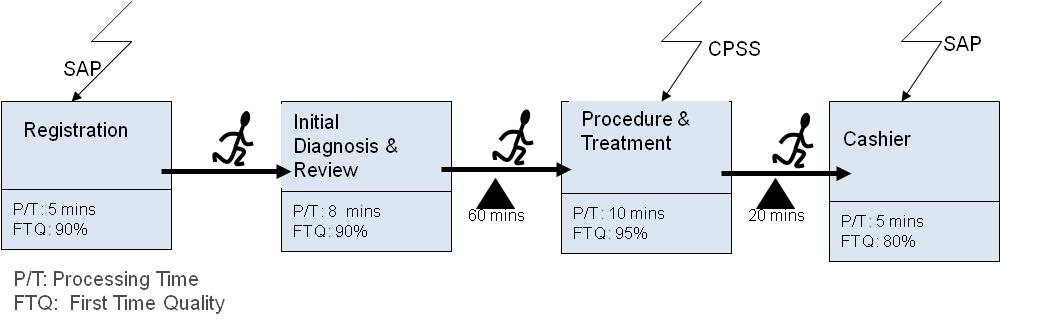 SAP
CPSS
SAP
Registration
P/T: 5 mins
FTQ: 90%
Initial
Diagnosis &
Review
P/T: 8 mins
FTQ: 90%
60 mins
Procedure &
Treatment
P/T: 10 mins
FTQ: 95%
20 mins
Cashier
P/T: 5 mins
FTQ: 80%
P/T: Processing Time
FTQ: First Time Quality